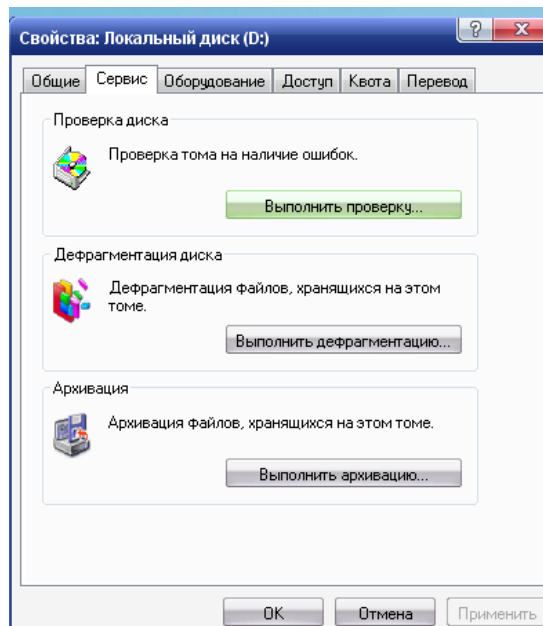 Свойства: Локальный диск (D:)
Общие Сервис Оборудование Доступ Квота Перевод
Проверка диска
Проверка тома на наличие ошибок.
Выполнить проверку...
Дефрагментация диска
Дефрагментация файлов, хранящихся на этом
томе.
Выполнить дефрагментацию...
Архивация
Архивация файлов, хранящихся на этом томе.
Выполнить архивацию...
OK Отмена Применить